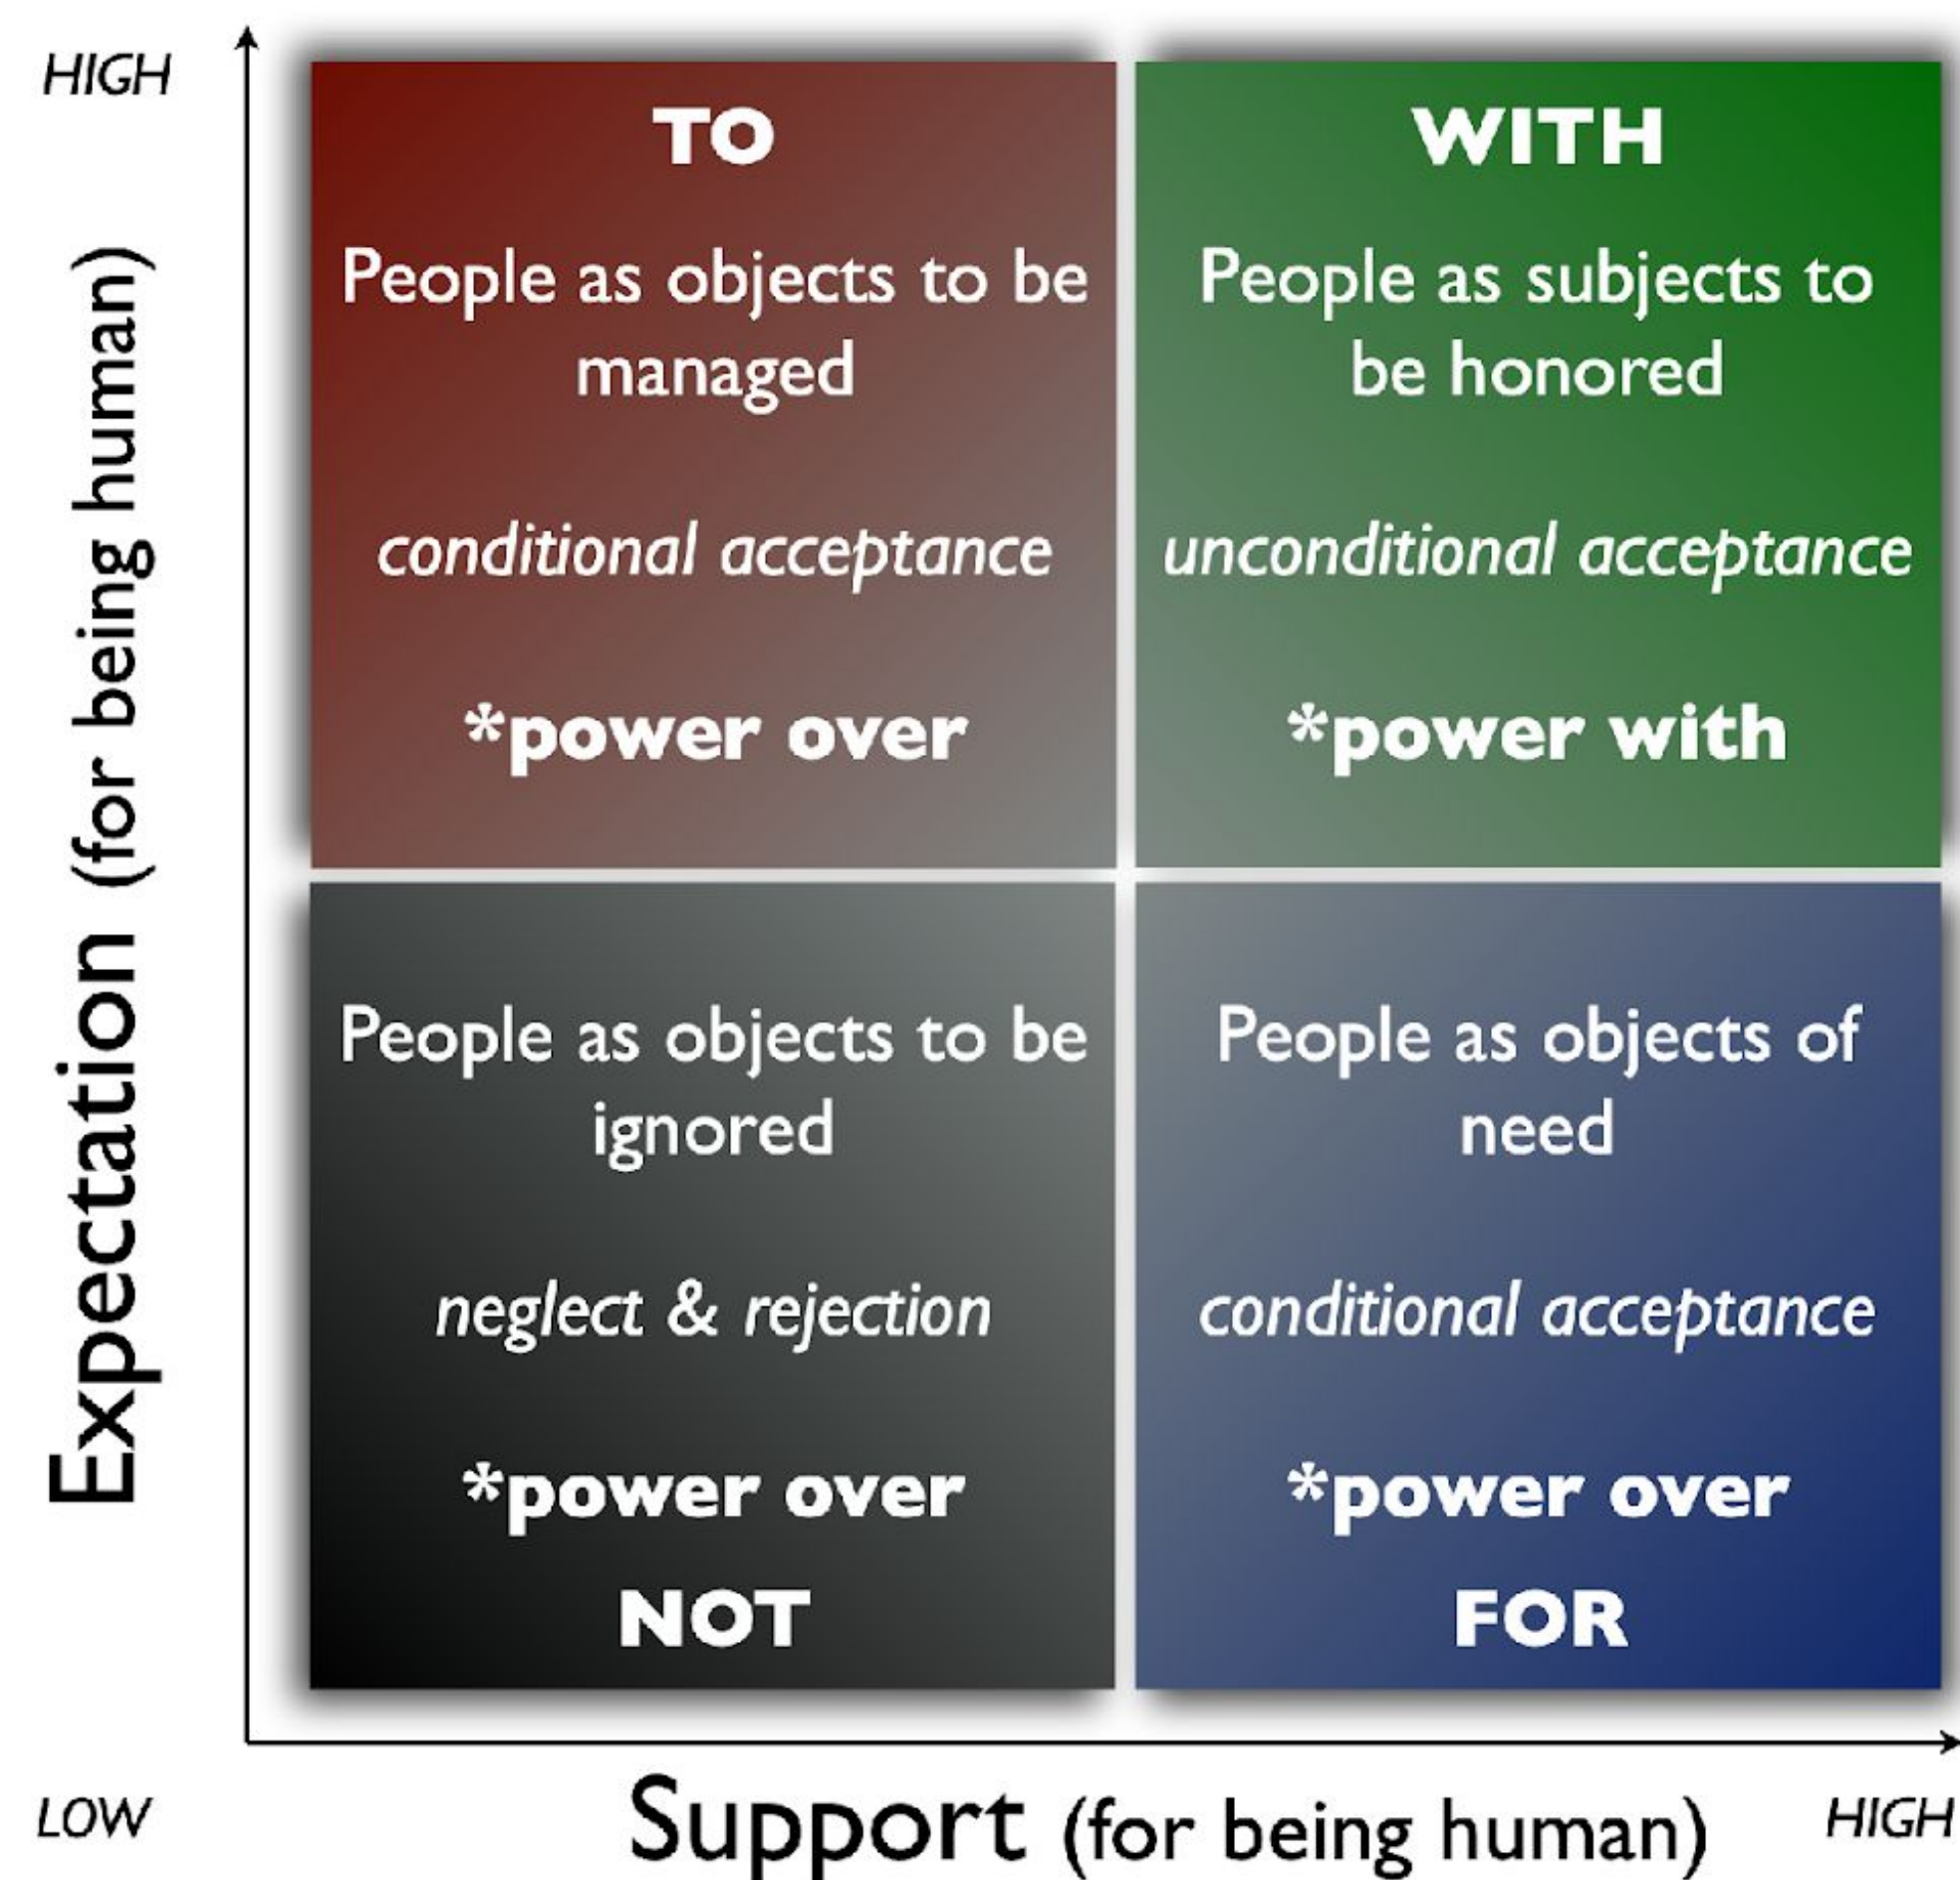 HIGH
Expectation (for being human)
TO
People as objects to be
managed
conditional acceptance
*power over
WITH
People as subjects to
be honored
unconditional acceptance
*power with
People as objects to be
ignored
neglect & rejection
*power over
NOT
People as objects of
need
conditional acceptance
*power over
FOR
LOW
Support (for being human)
HIGH